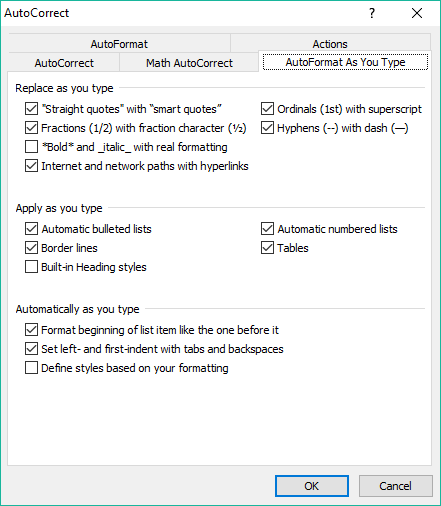 AutoCorrect ? ×
AutoFormat Actions
AutoCorrect Math AutoCorrect AutoFormat As You Type
Replace as you type
"Straight quotes" with “smart quotes” Ordinals (1st) with superscript
Fractions (1/2) with fraction character (½) Hyphens (--) with dash (—)
*Bold* and _italic_ with real formatting
Internet and network paths with hyperlinks
Apply as you type
Automatic bulleted lists Automatic numbered lists
Border lines Tables
Built-in Heading styles
Automatically as you type
Format beginning of list item like the one before it
Set left- and first-indent with tabs and backspaces
Define styles based on your formatting
OK Cancel